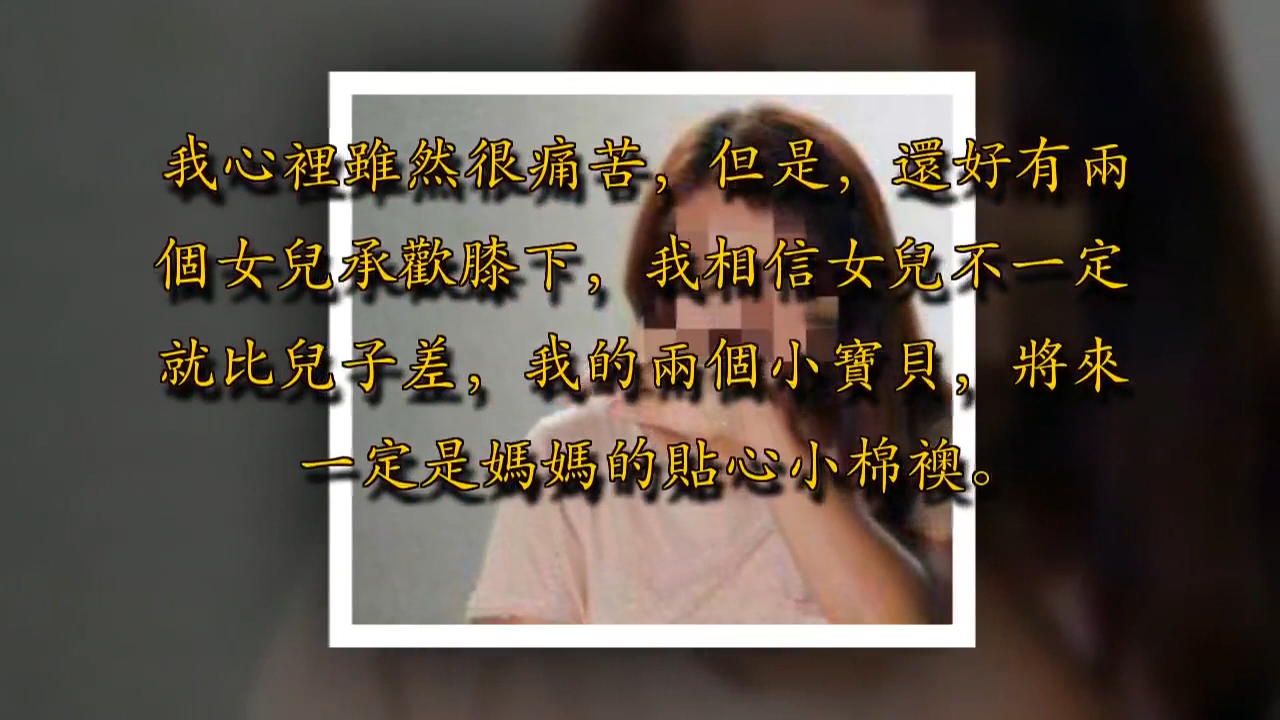 我心裡雖然很痛苦，但是，還好有兩
個女兒承歡膝下，我相信女兒不一定
就比兒子差，我的兩個小寶貝，將來
一定是媽媽的貼心小棉襖。